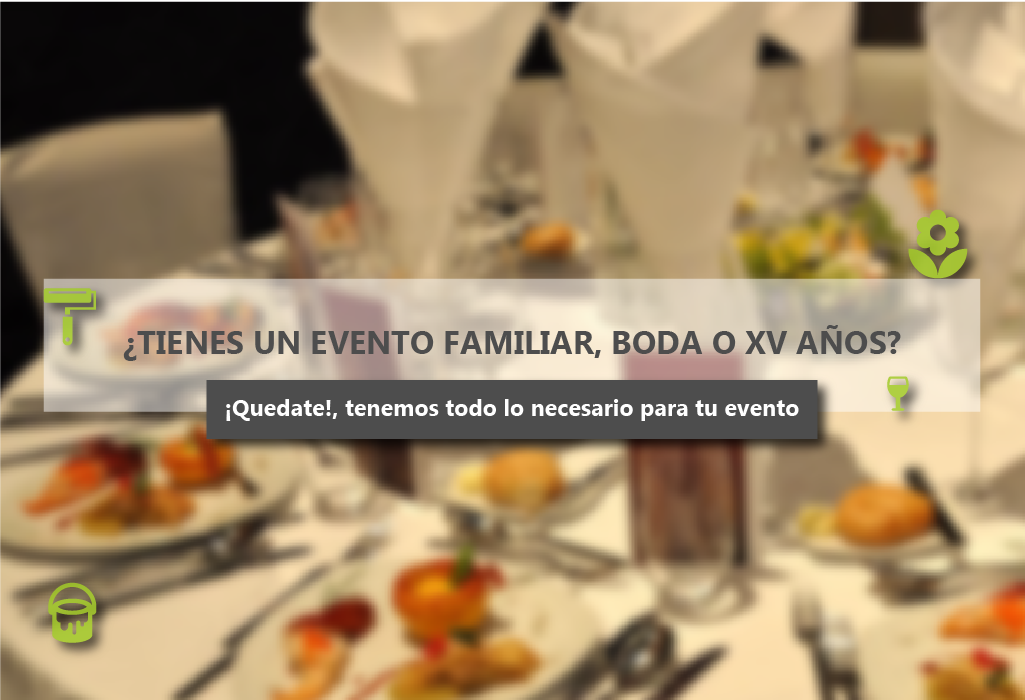 ¿TIENES UN EVENTO FAMILIAR, BODA O XV AÑOS?
¡Quedate!, tenemos todo lo necesario para tu evento